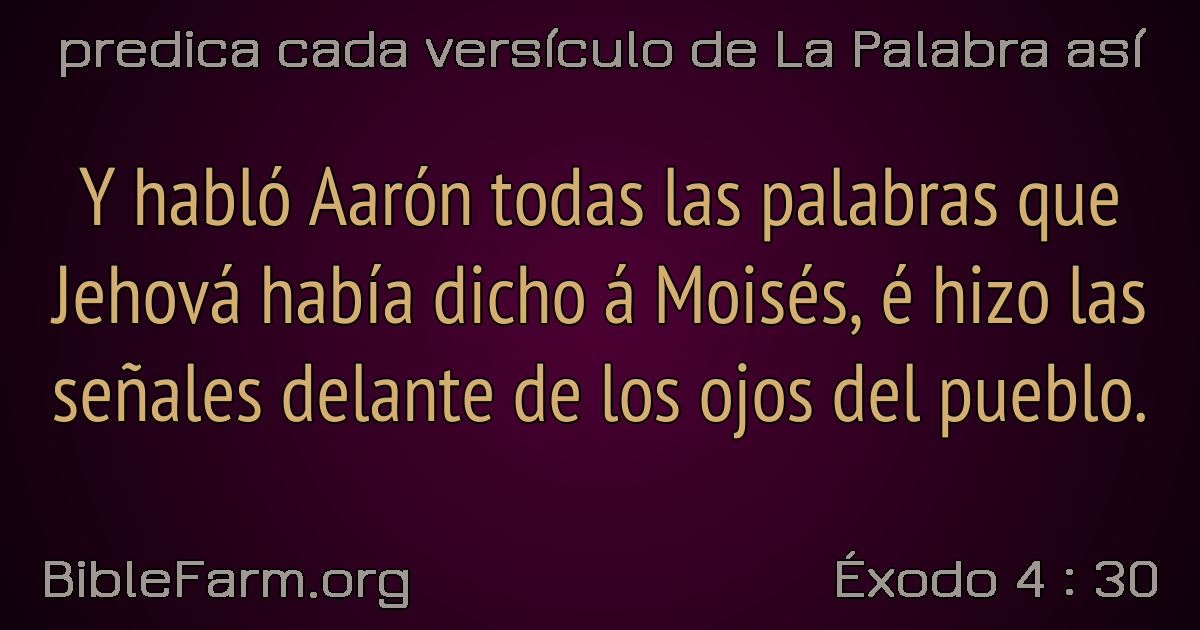 predica cada versículo de La Palabra así
Y habló Aarón todas las palabras que
Jehová había dicho á Moisés, é hizo las
señales delante de los ojos del pueblo.
BibleFarm.org
Éxodo 4 : 30